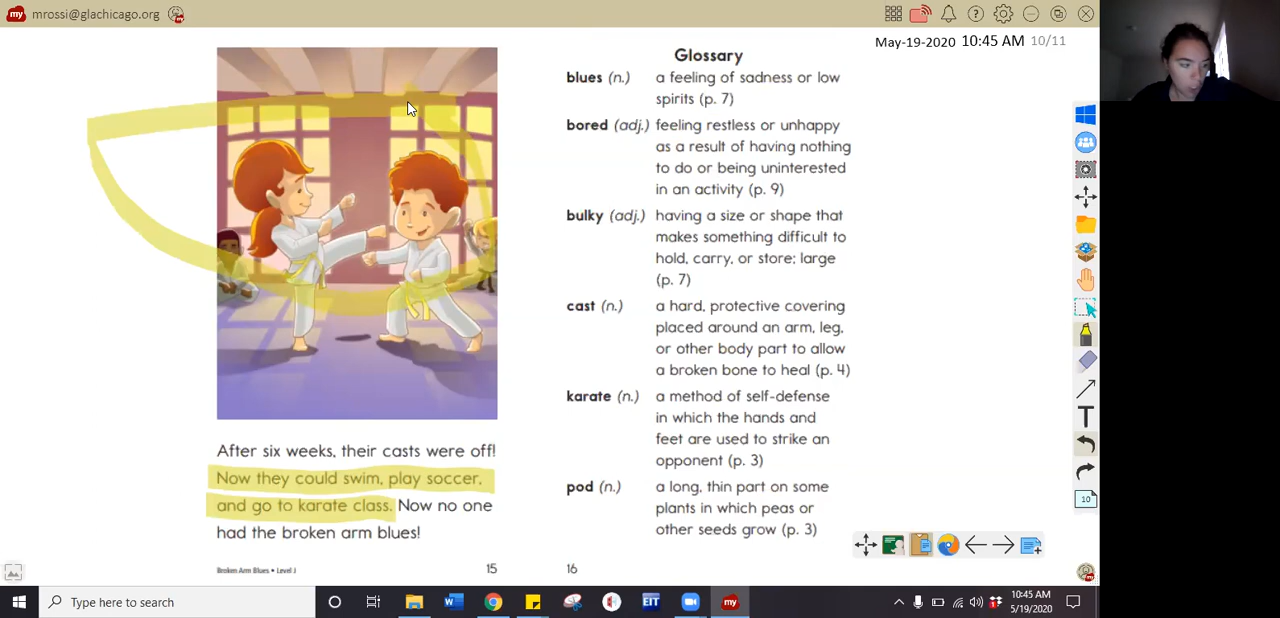 my mrossi@glachicago.org
May-19-2020 10:45 AM 10/11
After six weeks, their casts were off!
Now they could swim, play soccer,
and go to karate class. Now no one
had the broken arm blues!
Broken Arm Blues • Level J
15
Glossary
blues (n.) a feeling of sadness or low
spirits (p. 7)
bored (adj.) feeling restless or unhappy
as a result of having nothing
to do or being uninterested
in an activity (p. 9)
bulky (adj.) having a size or shape that
makes something difficult to
hold, carry, or store; large
(p. 7)
cast (n.) a hard, protective covering
placed around an arm, leg,
or other body part to allow
a broken bone to heal (p. 4)
karate (n.) a method of self-defense
in which the hands and
feet are used to strike an
opponent (p. 3)
pod (n.) a long, thin part on some
plants in which peas or
other seeds grow (p. 3)
16
T
10
my
Type here to search
W
EIT
my
10:45 AM
5/19/2020